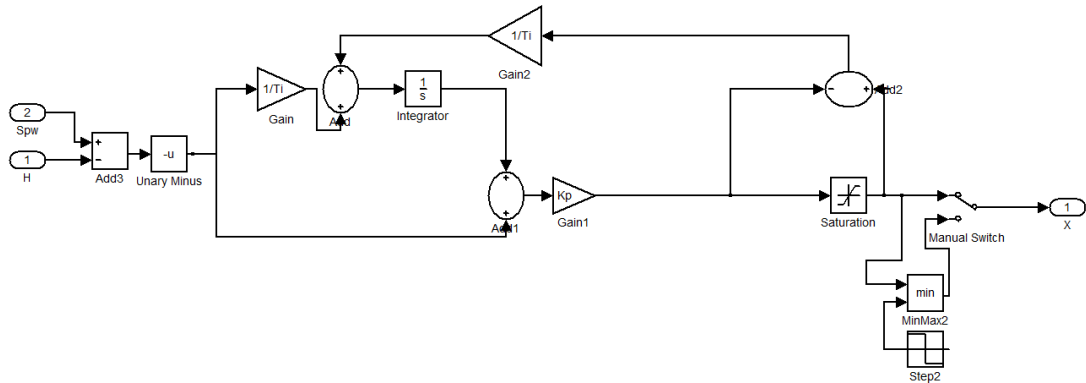 1/Ti
Gain2
1/Ti
Gain
+
+
Add
1
s
Integrator
-
+
Add2
2
Spw
1
H
+
-
Add3
-u
Unary Minus
+
+
Add1
Kp
Gain1
Saturation
Manual Switch
1
X
min
MinMax2
Step2